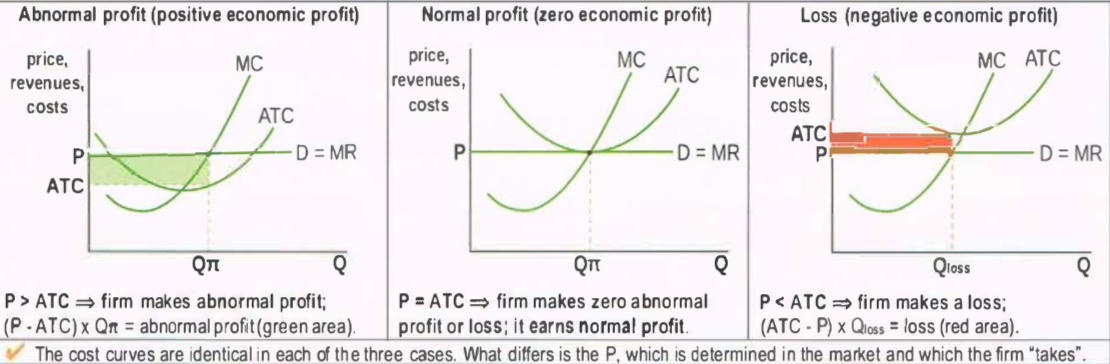 Abnormal profit (positive economic profit)
price,
revenues,
costs
MC
ATC
P
D = MR
ATC
Qπ
Q
P > ATC ⇒ firm makes abnormal profit;
(P - ATC) x Qπ = abnormal profit (green area).
Normal profit (zero economic profit)
price,
revenues,
costs
MC
ATC
P
D = MR
Qπ
Q
P = ATC ⇒ firm makes zero abnormal
profit or loss; it earns normal profit.
Loss (negative economic profit)
price,
revenues,
costs
MC
ATC
ATC
P
D = MR
Qloss
Q
P < ATC ⇒ firm makes a loss;
(ATC - P) x Qloss = loss (red area).
✓ The cost curves are identical in each of the three cases. What differs is the P, which is determined in the market and which the firm “takes”.